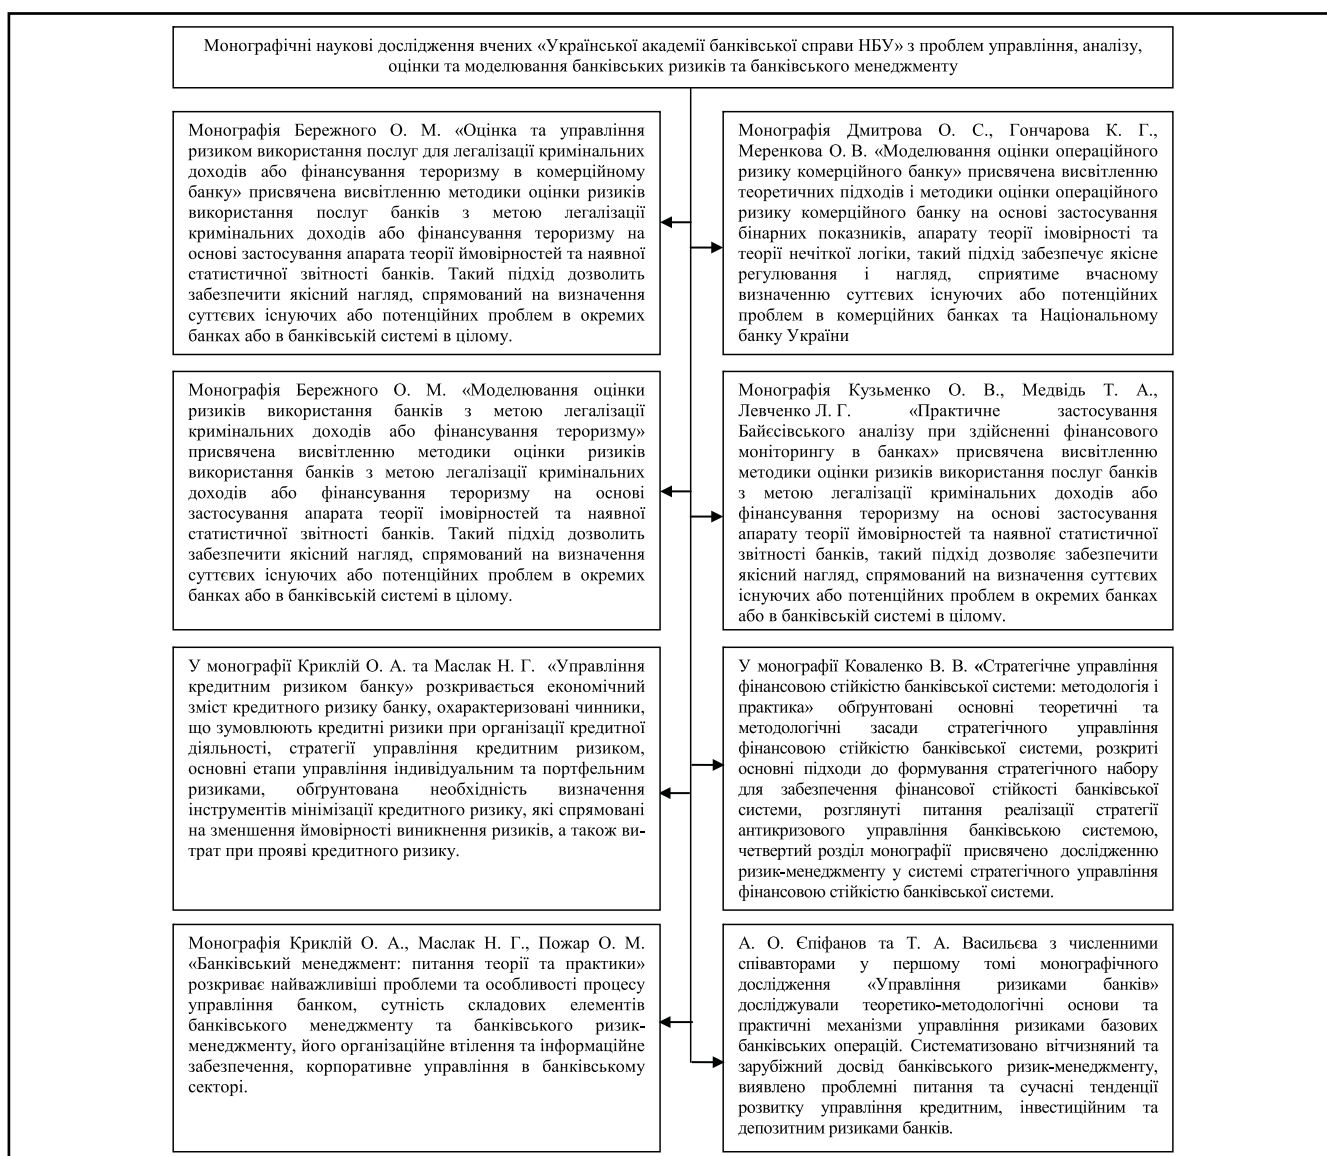 Монографічні наукові дослідження вчених «Української академії банківської справи НБУ» з проблем управління, аналізу,
оцінки та моделювання банківських ризиків та банківського менеджменту
Монографія Бережного О. М. «Оцінка та управління
ризиком використання послуг для легалізації кримінальних
доходів або фінансування тероризму в комерційному
банку» присвячена висвітленню методики оцінки ризиків
використання послуг банків з метою легалізації
кримінальних доходів або фінансування тероризму на
основі застосування апарата теорії ймовірностей та наявної
статистичної звітності банків. Такий підхід дозволить
забезпечити якісний нагляд, спрямований на визначення
суттєвих існуючих або потенційних проблем в окремих
банках або в банківській системі в цілому.
Монографія Дмитрова О. С., Гончарова К. Г.,
Меренкова О. В. «Моделювання оцінки операційного
ризику комерційного банку» присвячена висвітленню
теоретичних підходів і методики оцінки операційного
ризику комерційного банку на основі застосування
бінарних показників, апарату теорії імовірності та
теорії нечіткої логіки, такий підхід забезпечує якісне
регулювання і нагляд, сприятиме вчасному
визначенню суттєвих існуючих або потенційних
проблем в комерційних банках та Національному
банку України
Монографія Бережного О. М. «Моделювання оцінки
ризиків використання банків з метою легалізації
кримінальних доходів або фінансування тероризму»
присвячена висвітленню методики оцінки ризиків
використання банків з метою легалізації кримінальних
доходів або фінансування тероризму на основі
застосування апарата теорії імовірностей та наявної
статистичної звітності банків. Такий підхід дозволить
забезпечити якісний нагляд, спрямований на визначення
суттєвих існуючих або потенційних проблем в окремих
банках або в банківській системі в цілому.
Монографія Кузьменко О. В., Медвідь Т. А.,
Левченко Л. Г. «Практичне застосування
Байєсівського аналізу при здійсненні фінансового
моніторингу в банках» присвячена висвітленню
методики оцінки ризиків використання послуг банків
з метою легалізації кримінальних доходів або
фінансування тероризму на основі застосування
апарату теорії ймовірностей та наявної статистичної
звітності банків, такий підхід дозволяє забезпечити
якісний нагляд, спрямований на визначення суттєвих
існуючих або потенційних проблем в окремих банках
або в банківській системі в цілому.
У монографії Криклій О. А. та Маслак Н. Г. «Управління
кредитним ризиком банку» розкривається економічний
зміст кредитного ризику банку, охарактеризовані чинники,
що зумовлюють кредитні ризики при організації кредитної
діяльності, стратегії управління кредитним ризиком,
основні етапи управління індивідуальним та портфельним
ризиками, обґрунтована необхідність визначення
інструментів мінімізації кредитного ризику, які спрямовані
на зменшення ймовірності виникнення ризиків, а також ви-
трат при прояві кредитного ризику.
У монографії Коваленко В. В. «Стратегічне управління
фінансовою стійкістю банківської системи: методологія і
практика» обґрунтовані основні теоретичні та
методологічні засади стратегічного управління
фінансовою стійкістю банківської системи, розкриті
основні підходи до формування стратегічного набору
для забезпечення фінансової стійкості банківської
системи, розглянуті питання реалізації стратегії
антикризового управління банківською системою,
четвертий розділ монографії присвячено дослідженню
ризик-менеджменту у системі стратегічного управління
фінансовою стійкістю банківської системи.
Монографія Криклій О. А., Маслак Н. Г., Пожар О. М.
«Банківський менеджмент: питання теорії та практики»
розкриває найважливіші проблеми та особливості процесу
управління банком, сутність складових елементів
банківського менеджменту та банківського ризик-
менеджменту, його організаційне втілення та інформаційне
забезпечення, корпоративне управління в банківському
секторі.
А. О. Єпіфанов та Т. А. Васильєва з численними
співавторами у першому томі монографічного
дослідження «Управління ризиками банків»
досліджували теоретико-методологічні основи та
практичні механізми управління ризиками базових
банківських операцій. Систематизовано вітчизняний та
зарубіжний досвід банківського ризик-менеджменту,
виявлено проблемні питання та сучасні тенденції
розвитку управління кредитним, інвестиційним та
депозитним ризиками банків.